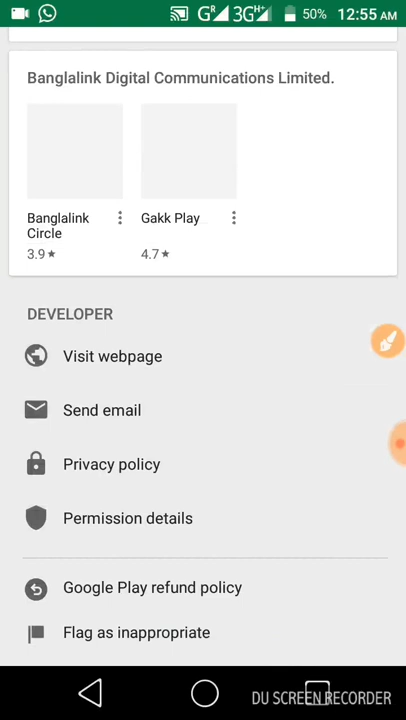 GR 3G H+ 50% 12:55 AM
Banglalink Digital Communications Limited.
Banglalink
Circle
3.9★
Gakk Play
4.7★
DEVELOPER
Visit webpage
Send email
Privacy policy
Permission details
Google Play refund policy
Flag as inappropriate
DU SCREEN RECORDER